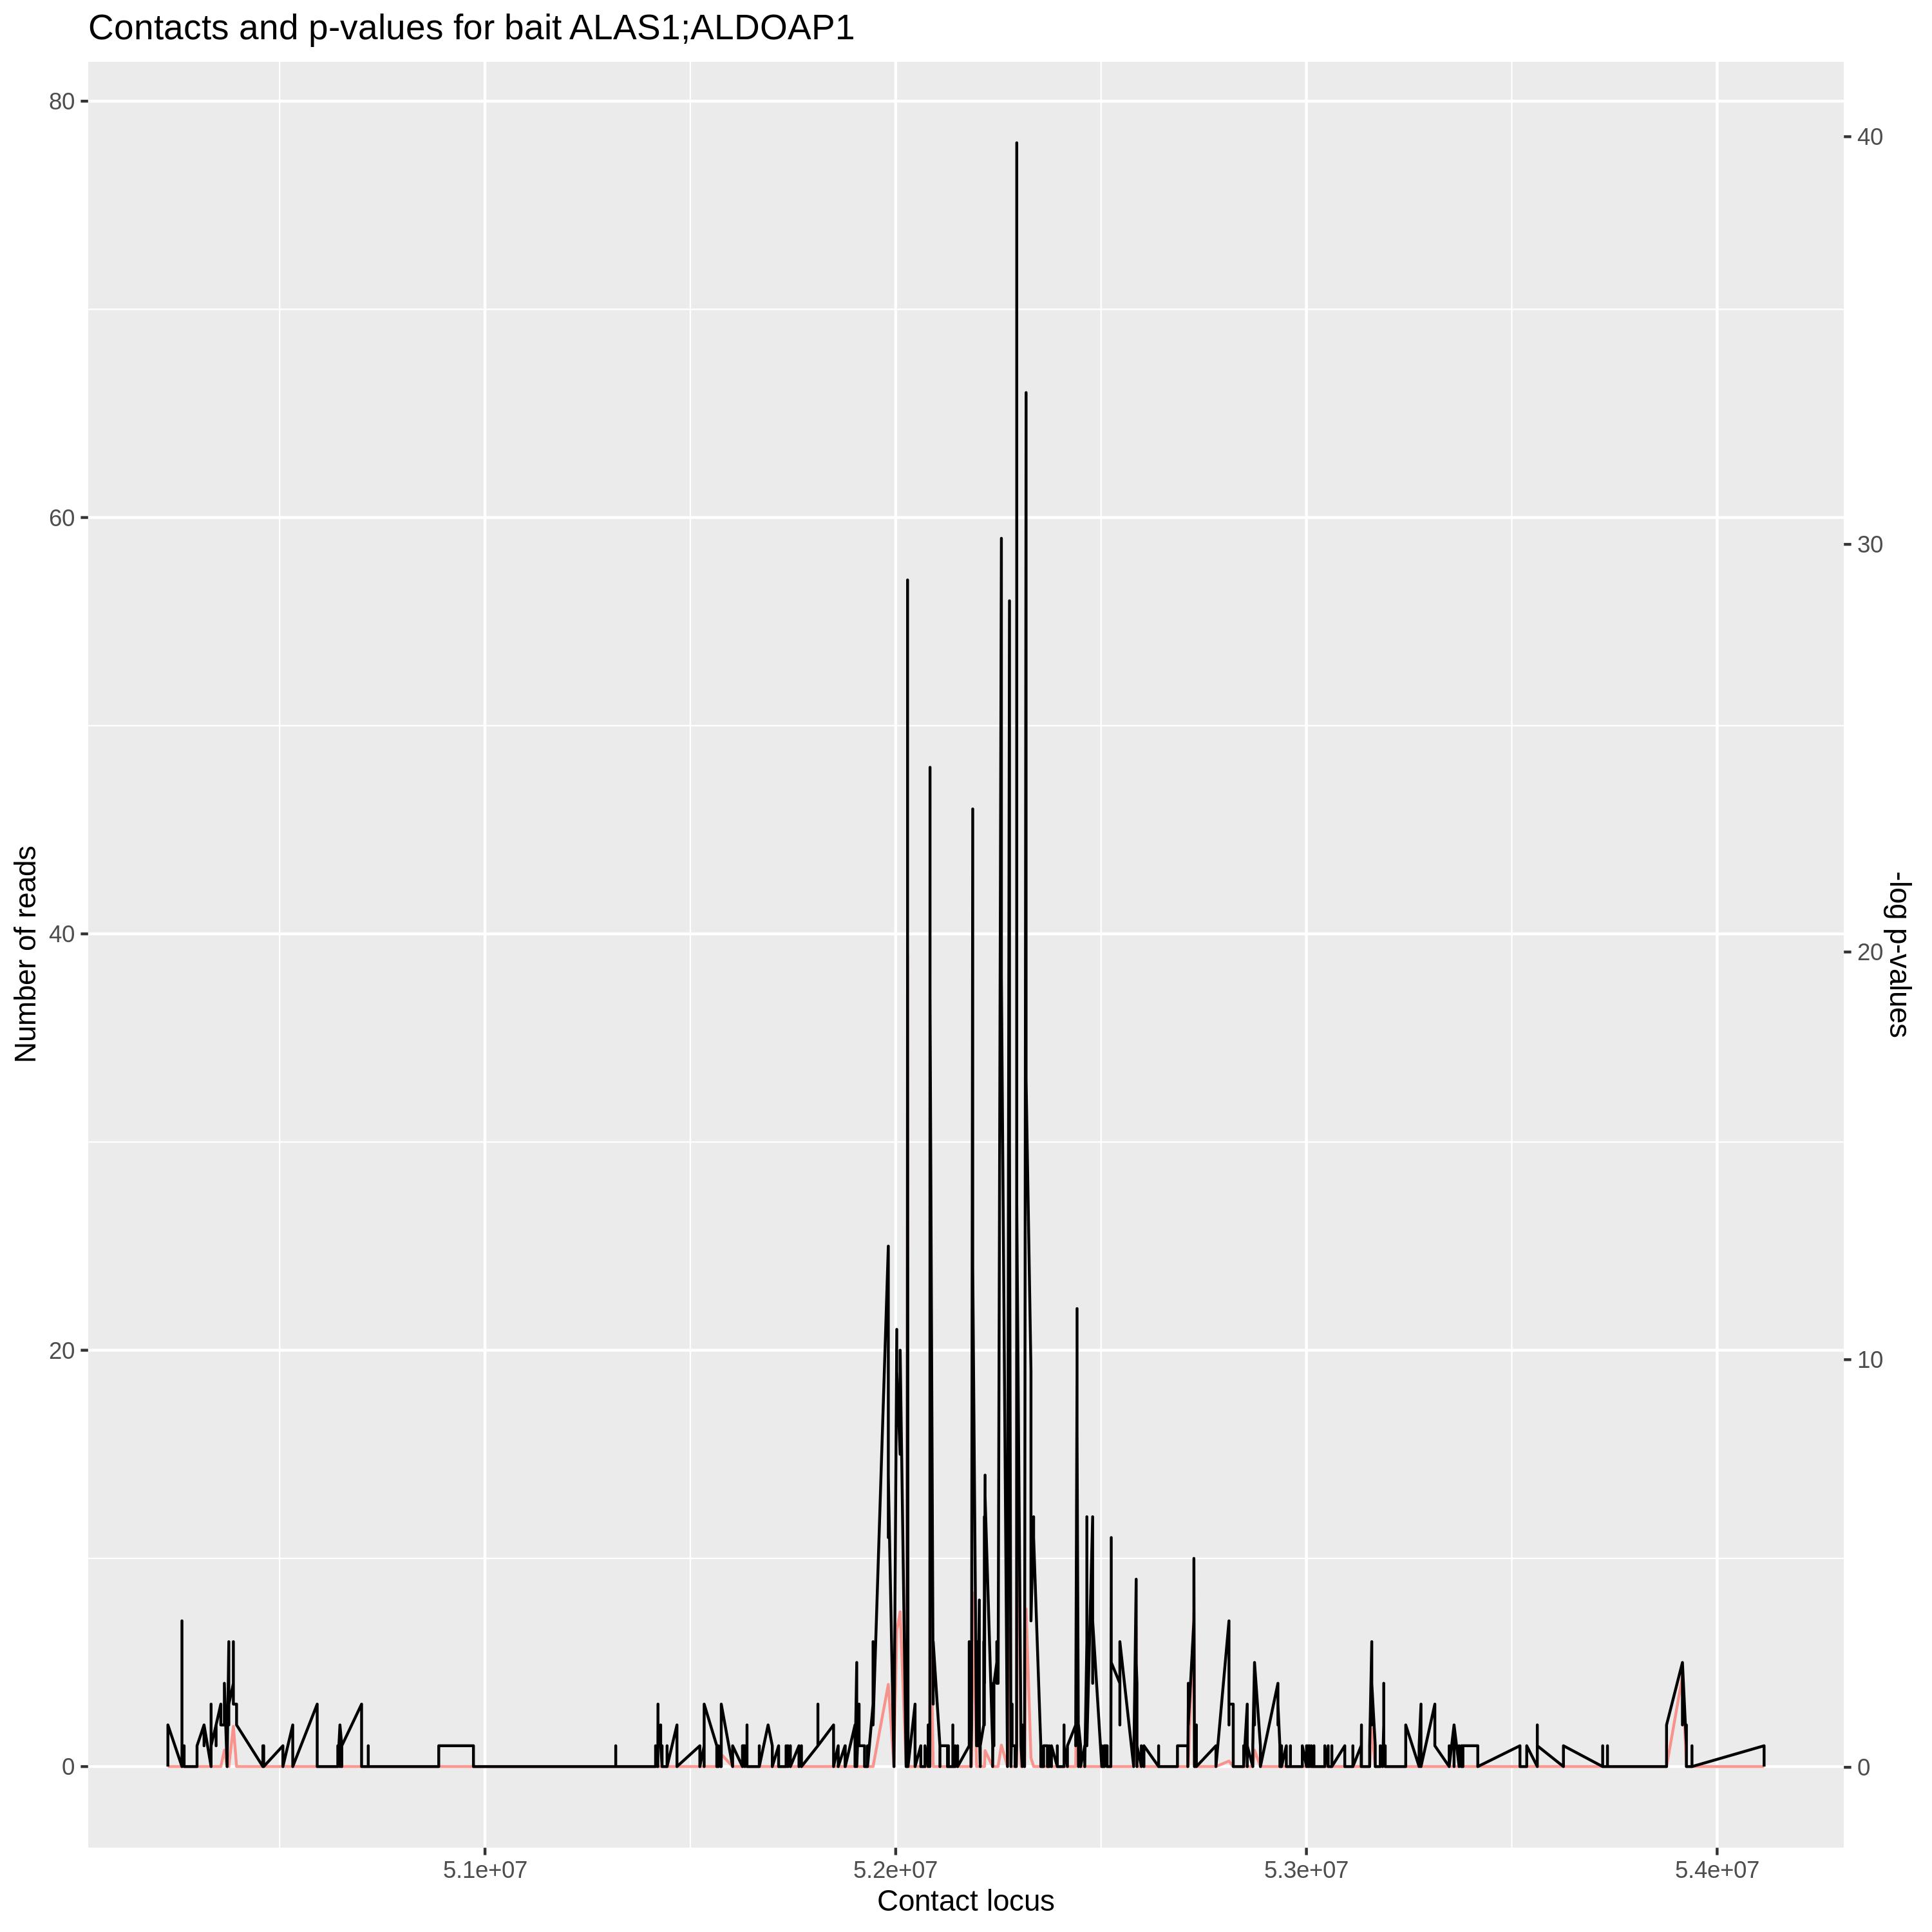 Contacts and p-values for bait ALAS1;ALDOAP1
80
60
40
20
0
Number of reads
40
30
20
10
0
-log p-values
5.1e+07
5.2e+07
5.3e+07
5.4e+07
Contact locus